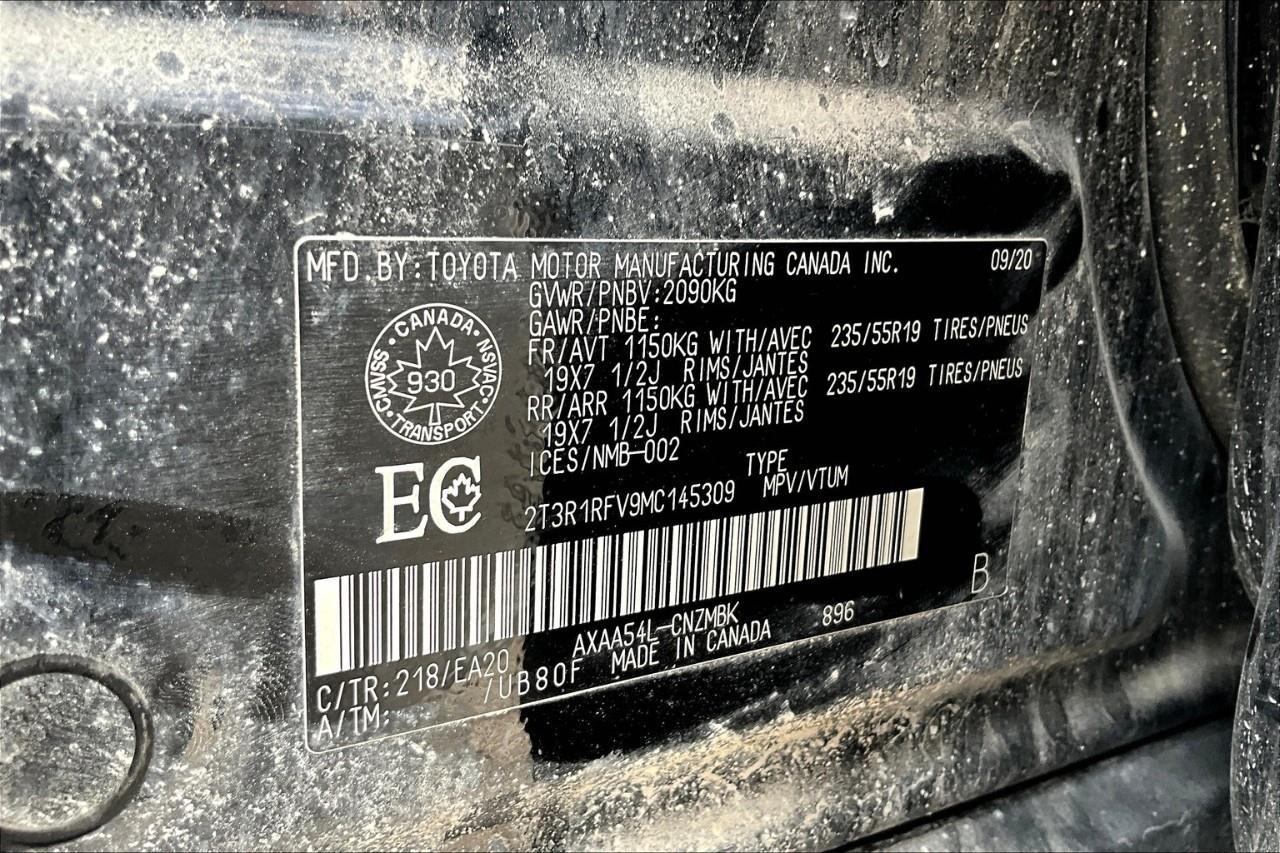 MFD.BY:TOYOTA MOTOR MANUFACTURING CANADA INC. 09/20
GVWR/PNBV:2090KG
GAWR/PNBE:
FR/AVT 1150KG WITH/AVEC 235/55R19 TIRES/PNEUS
19X7 1/2J RIMS/JANTES
RR/ARR 1150KG WITH/AVEC 235/55R19 TIRES/PNEUS
19X7 1/2J RIMS/JANTES
ICES/NMB-002
CANADA
CMVSS
NSVAC
930
TRANSPORT
EC
2T3R1RFV9MC145309
TYPE
MPV/VTUM
B
AXAA54L-CNZMBK 896
C/TR:218/EA20 MADE IN CANADA
A/TM: /UB80F